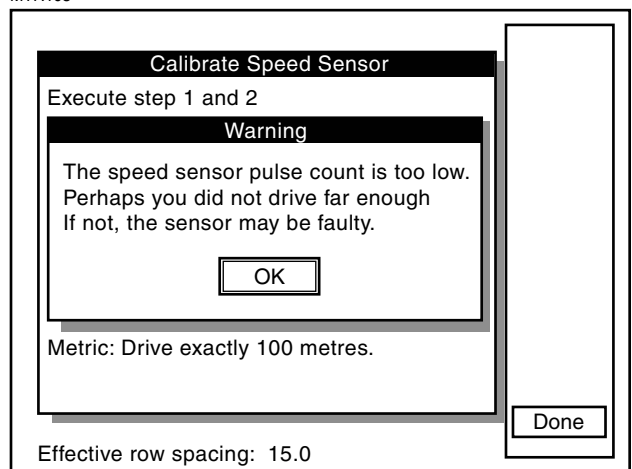 Calibrate Speed Sensor
Execute step 1 and 2
Warning
The speed sensor pulse count is too low.
Perhaps you did not drive far enough
If not, the sensor may be faulty.
OK
Metric: Drive exactly 100 metres.
Done
Effective row spacing: 15.0